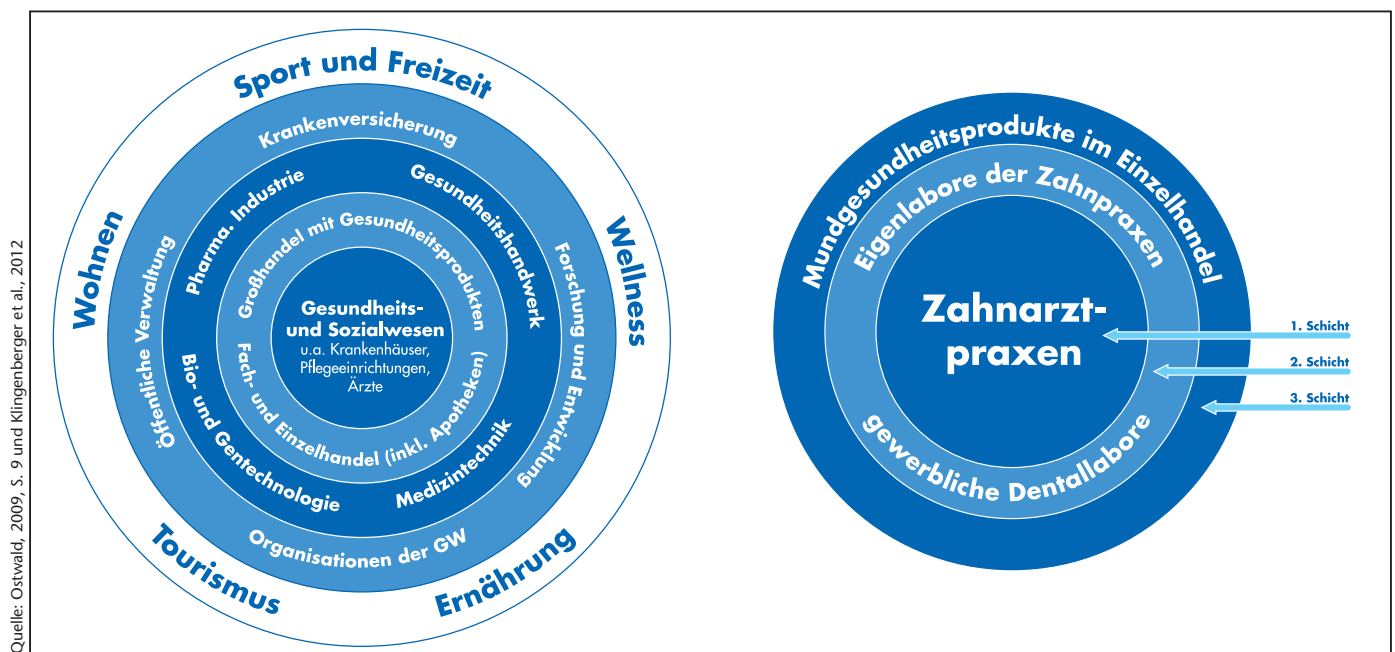 Sport und Freizeit
Wellness
Ernährung
Tourismus
Wohnen
Krankenversicherung
Forschung und Entwicklung
Organisationen der GW
Öffentliche Verwaltung
Pharma. Industrie
Gesundheitshandwerk
Medizintechnik
Bio- und Gentechnologie
Großhandel mit Gesundheitsprodukten
Fach- und Einzelhandel (inkl. Apotheken)
Gesundheits-
und Sozialwesen
u.a. Krankenhäuser,
Pflegeeinrichtungen,
Ärzte
Mundgesundheitsprodukte im Einzelhandel
Eigenlabore der Zahnpraxen
Zahnarzt-
praxen
gewerbliche Dentallabore
1. Schicht
2. Schicht
3. Schicht
Quelle: Ostwald, 2009, S. 9 und Klingenberger et al., 2012